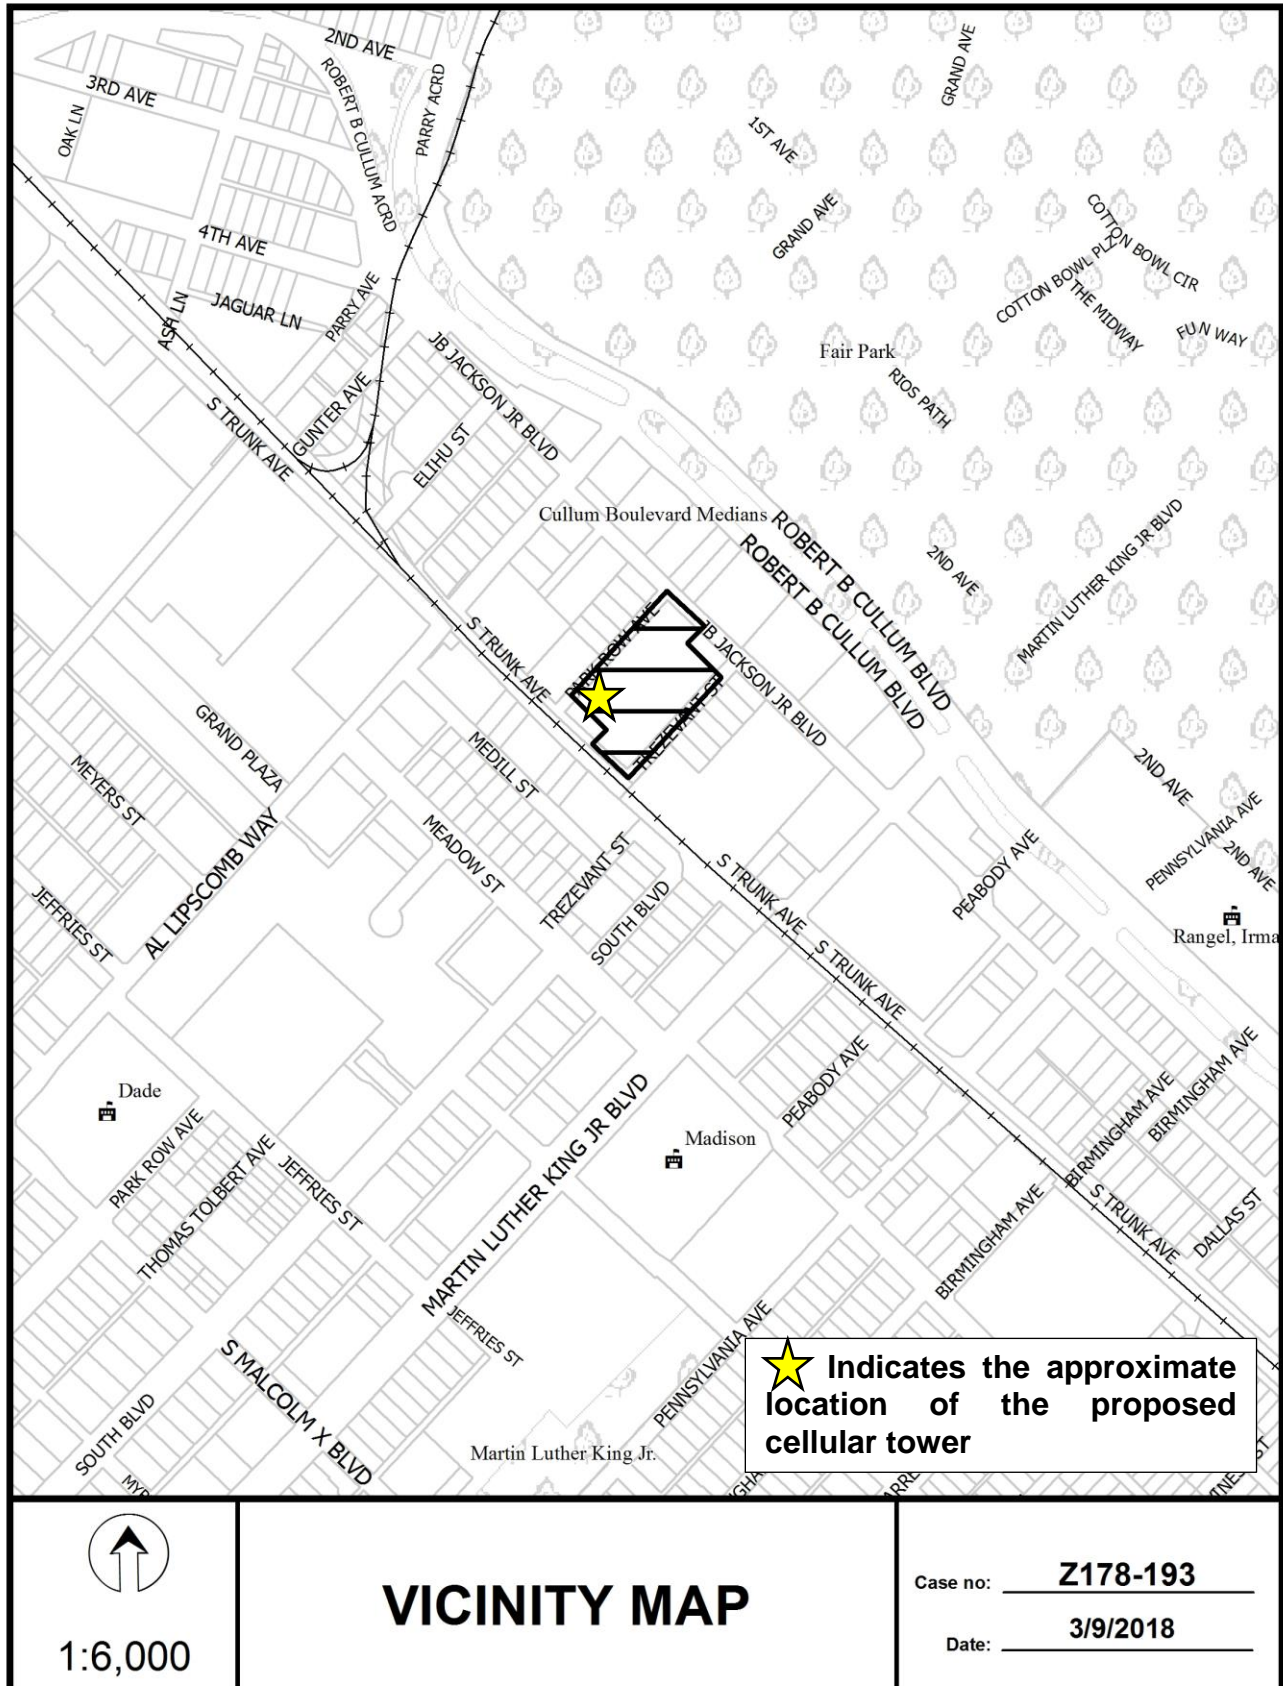 2ND AVE
GRAND AVE
3RD AVE
ROBERT B CULLUM ACRD
PARRY ACRD
OAK LN
1ST AVE
4TH AVE
GRAND AVE
COTTON BOWL CIR
COTTON BOWL PLZ
THE MIDWAY
FUN WAY
ASH LN
JAGUAR LN
PARRY AVE
JB JACKSON JR BLVD
Fair Park
RIOS PATH
GUNTER AVE
S TRUNK AVE
ELIHU ST
Cullum Boulevard Medians
ROBERT B CULLUM BLVD
ROBERT B CULLUM BLVD
2ND AVE
MARTIN LUTHER KING JR BLVD
S TRUNK AVE
PARK ROW AVE
JB JACKSON JR BLVD
TREZEVANT ST
GRAND PLAZA
MEDILL ST
MEYERS ST
2ND AVE
PENNSYLVANIA AVE
2ND AVE
MEADOW ST
AL LIPSCOMB WAY
TREZEVANT ST
SOUTH BLVD
S TRUNK AVE
PEABODY AVE
JEFFRIES ST
Rangel, Irma
S TRUNK AVE
Dade
PARK ROW AVE
THOMAS TOLBERT AVE
JEFFRIES ST
MARTIN LUTHER KING JR BLVD
Madison
PEABODY AVE
BIRMINGHAM AVE
BIRMINGHAM AVE
BIRMINGHAM AVE
S TRUNK AVE
DALLAS ST
JEFFRIES ST
S MALCOLM X BLVD
PENNSYLVANIA AVE
SOUTH BLVD
Martin Luther King Jr.
Indicates the approximate
location of the proposed
cellular tower
1:6,000
VICINITY MAP
Case no: Z178-193
Date: 3/9/2018